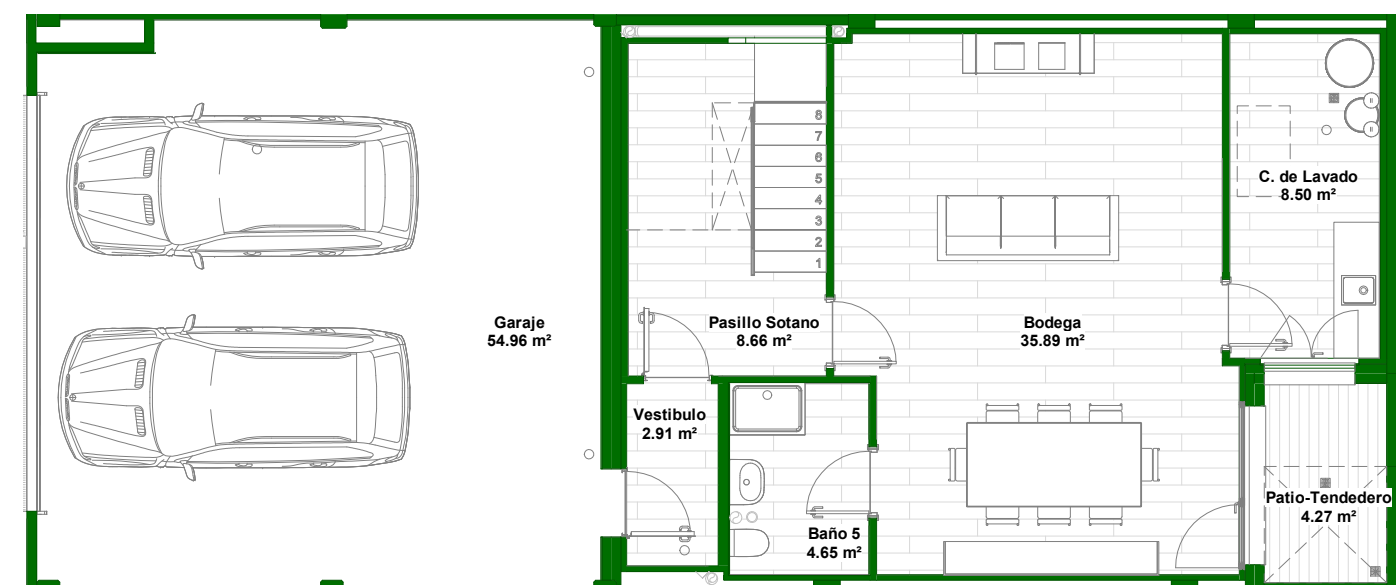 8
7
6
5
4
3
2
1
C. de Lavado
8.50 m²
Garaje
54.96 m²
Pasillo Sotano
8.66 m²
Bodega
35.89 m²
Vestibulo
2.91 m²
Patio-Tendedero
4.27 m²
Baño 5
4.65 m²